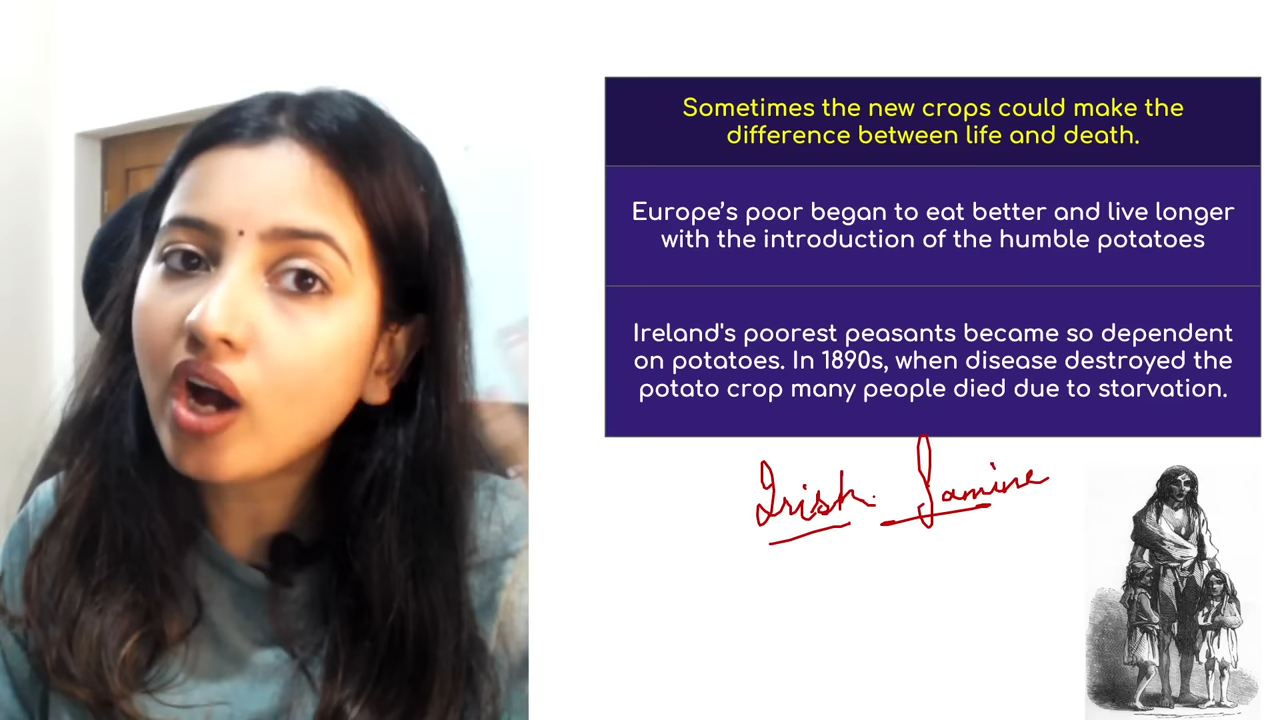 Sometimes the new crops could make the
difference between life and death.
Europe’s poor began to eat better and live longer
with the introduction of the humble potatoes
Ireland's poorest peasants became so dependent
on potatoes. In 1890s, when disease destroyed the
potato crop many people died due to starvation.
Irish famine